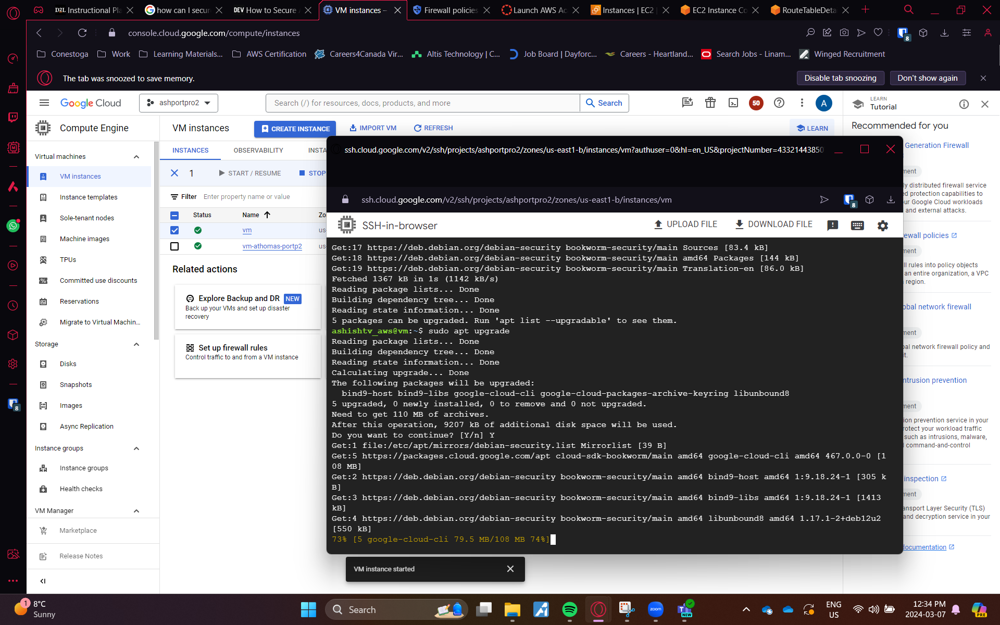 D2L Instructional Pla
how can I secur
DEV How to Secure A
VM instances –
Firewall policies
Launch AWS Ac
Instances | EC2
EC2 Instance Co
RouteTableDeta
console.cloud.google.com/compute/instances
8
Conestoga
Work
Learning Materials...
AWS Certification
Careers4Canada Vir...
Altis Technology | C...
Job Board | Dayforc...
Careers - Heartland...
Search Jobs - Linam...
Winged Recruitment
The tab was snoozed to save memory.
Disable tab snoozing
Don't show again
Google Cloud
ashportpro2
Search (/) for resources, docs, products, and more
Search
50
A
LEARN
Tutorial
Compute Engine
VM instances
CREATE INSTANCE
IMPORT VM
REFRESH
LEARN
Recommended for you
Virtual machines
VM instances
Instance templates
Sole-tenant nodes
Machine images
TPUs
Committed use discounts
Reservations
Migrate to Virtual Machin...
Storage
Disks
Snapshots
Images
Async Replication
Instance groups
Instance groups
Health checks
VM Manager
Marketplace
Release Notes
INSTANCES
OBSERVABILITY
INSTA
1
START / RESUME
STOP
Filter Enter property name or value
Status
Name
Zo
vm
us
vm-athomas-portp2
us
Related actions
Explore Backup and DR NEW
Back up your VMs and set up disaster
recovery
Set up firewall rules
Control traffic to and from a VM instance
ssh.cloud.google.com/v2/ssh/projects/ashportpro2/zones/us-east1-b/instances/vm?authuser=0&hl=en_US&projectNumber=43321443850
ssh.cloud.google.com/v2/ssh/projects/ashportpro2/zones/us-east1-b/instances/vm
8
SSH-in-browser
UPLOAD FILE
DOWNLOAD FILE
Get:17 https://deb.debian.org/debian-security bookworm-security/main Sources [83.4 kB]
Get:18 https://deb.debian.org/debian-security bookworm-security/main amd64 Packages [144 kB]
Get:19 https://deb.debian.org/debian-security bookworm-security/main Translation-en [86.0 kB]
Fetched 1367 kB in 1s (1142 kB/s)
Reading package lists... Done
Building dependency tree... Done
Reading state information... Done
5 packages can be upgraded. Run 'apt list --upgradable' to see them.
ashishtv_aws@vm:~$ sudo apt upgrade
Reading package lists... Done
Building dependency tree... Done
Reading state information... Done
Calculating upgrade... Done
The following packages will be upgraded:
bind9-host bind9-libs google-cloud-cli google-cloud-packages-archive-keyring libunbound8
5 upgraded, 0 newly installed, 0 to remove and 0 not upgraded.
Need to get 110 MB of archives.
After this operation, 9207 kB of additional disk space will be used.
Do you want to continue? [Y/n] Y
Get:1 file:/etc/apt/mirrors/debian-security.list Mirrorlist [39 B]
Get:5 https://packages.cloud.google.com/apt cloud-sdk-bookworm/main amd64 google-cloud-cli amd64 467.0.0-0 [1
08 MB]
Get:2 https://deb.debian.org/debian-security bookworm-security/main amd64 bind9-host amd64 1:9.18.24-1 [305 k
B]
Get:3 https://deb.debian.org/debian-security bookworm-security/main amd64 bind9-libs amd64 1:9.18.24-1 [1413
kB]
Get:4 https://deb.debian.org/debian-security bookworm-security/main amd64 libunbound8 amd64 1.17.1-2+deb12u2
[550 kB]
73% [5 google-cloud-cli 79.5 MB/108 MB 74%]
Generation Firewall
ment
ly distributed firewall service
ed protection capabilities to
ur Google Cloud workloads
and external attacks.
ewall policies
ment
ll rules into policy objects
an entire organization, a VPC
region.
obal network firewall
ment
bal network firewall policy and
it.
ntrusion prevention
ment
ion prevention service in your
rotect your workload traffic
such as intrusions, malware,
command-and-control
inspection
ment
ansport Layer Security (TLS)
and decryption service in your
documentation
VM instance started
8
1
8°C
Sunny
Search
zoom
NEW
ENG
US
12:34 PM
2024-03-07
PRE